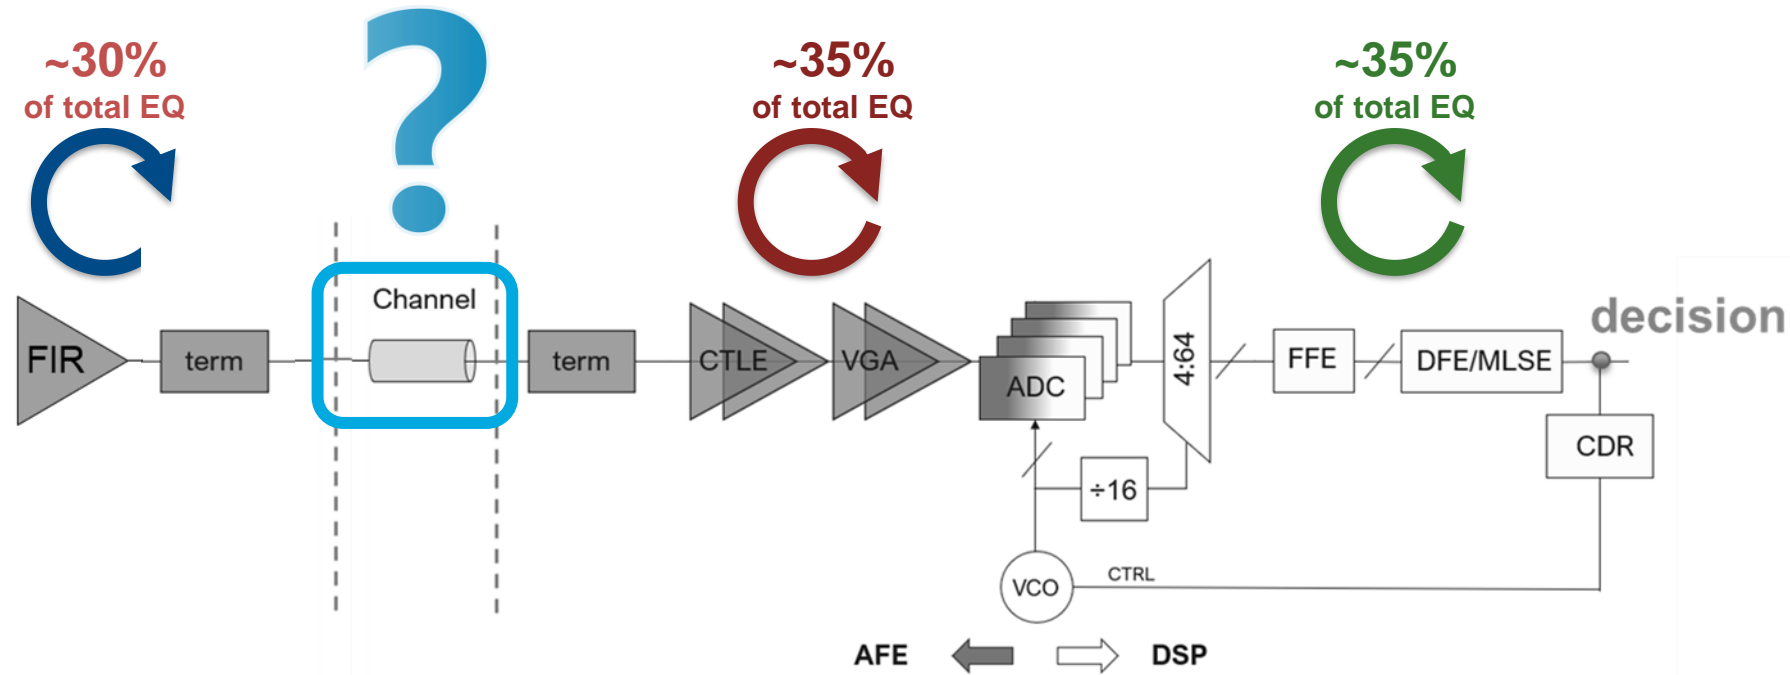 ~30%
of total EQ
?
~35%
of total EQ
~35%
of total EQ
FIR
term
Channel
term
CTLE
VGA
ADC
4:64
FFE
DFE/MLSE
decision
CDR
÷16
VCO
CTRL
AFE
DSP